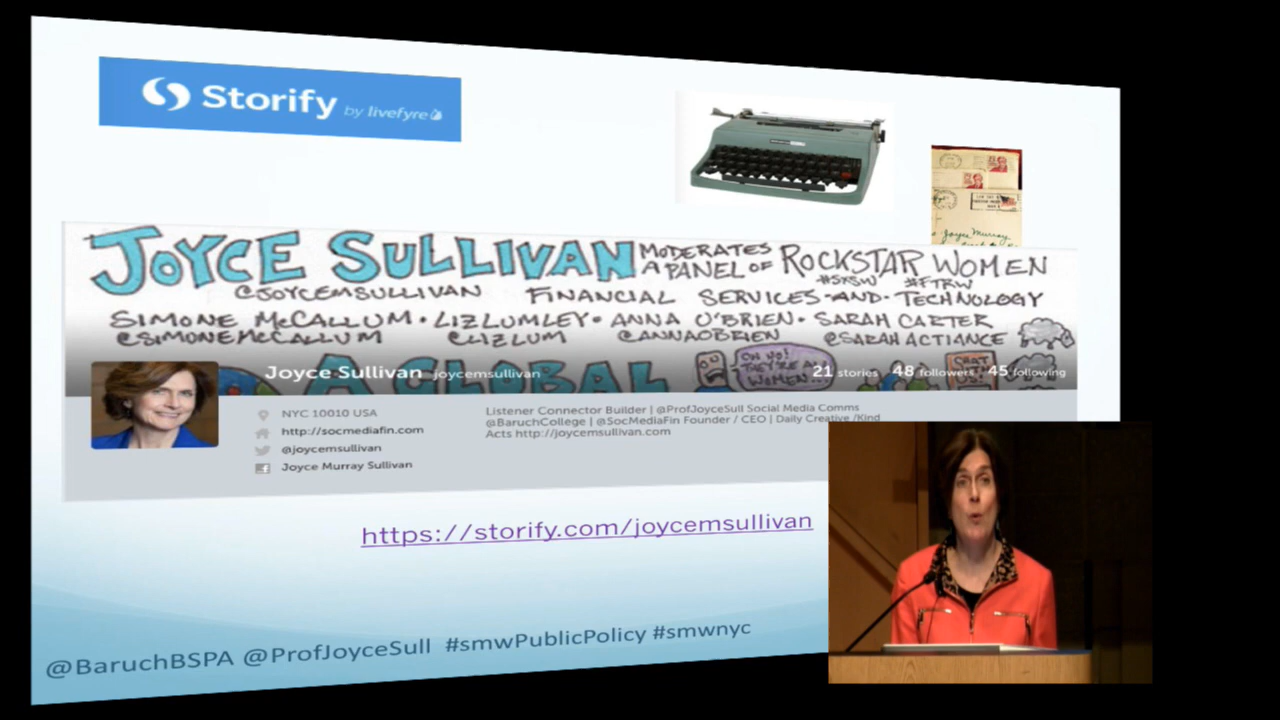 Storify by livefyre
Joyce Murray
JOYCE SULLIVAN MODERATES A PANEL OF ROCKSTAR WOMEN
#SXSW #FTRW
@JOYCEMSULLIVAN FINANCIAL SERVICES AND TECHNOLOGY
SIMONE McCALLUM • LIZ LUMLEY • ANNA O'BRIEN • SARAH CARTER
@SIMONEMcCALLUM @LIZLUM @ANNAOBRIEN @SARAHACTIANCE
A GLOBAL
OH NO! THEY'RE WOMEN...
Joyce Sullivan joycemsullivan
21 stories 48 followers 45 following
NYC 10010 USA
http://socmediafin.com
@joycemsullivan
Joyce Murray Sullivan
Listener Connector Builder | @ProfJoyceSull Social Media Comms
@BaruchCollege | @SocMediaFin Founder / CEO | Daily Creative /Kind
Acts http://joycemsullivan.com
https://storify.com/joycemsullivan
@BaruchBSPA @ProfJoyceSull #smwPublicPolicy #smwnyc